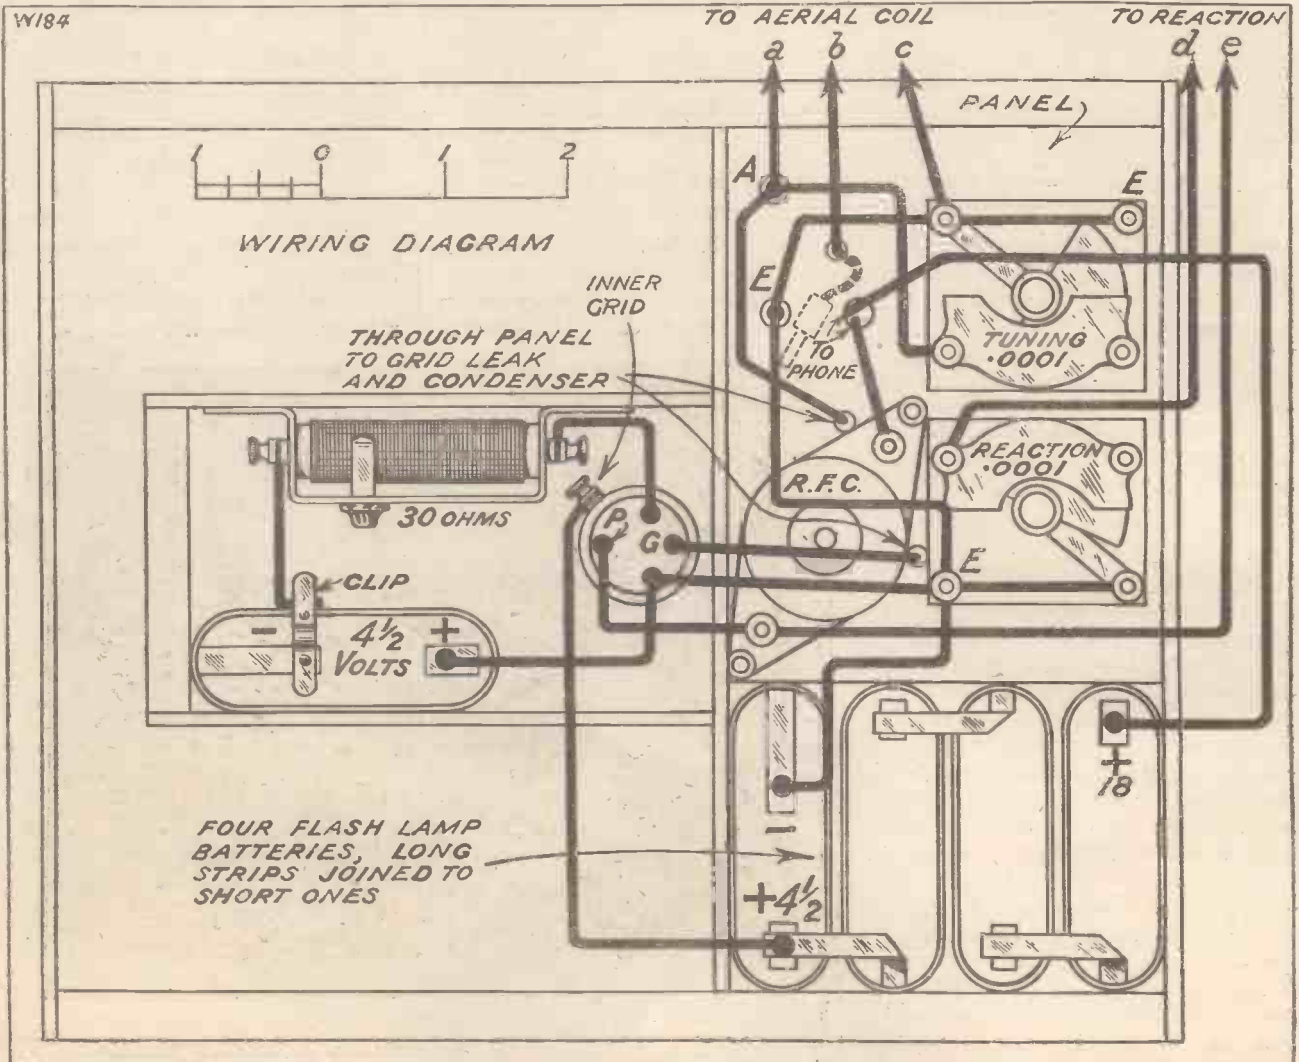 W184
TO AERIAL COIL
TO REACTION
a b c d e
PANEL
1 0 1 2
WIRING DIAGRAM
A
E
E
INNER
GRID
THROUGH PANEL
TO GRID LEAK
AND CONDENSER
TO
PHONE
TUNING
.0001
REACTION
.0001
R.F.C.
30 OHMS
P
G
E
CLIP
- 4½ +
VOLTS
+
18
FOUR FLASH LAMP
BATTERIES, LONG
STRIPS JOINED TO
SHORT ONES
-
+4½